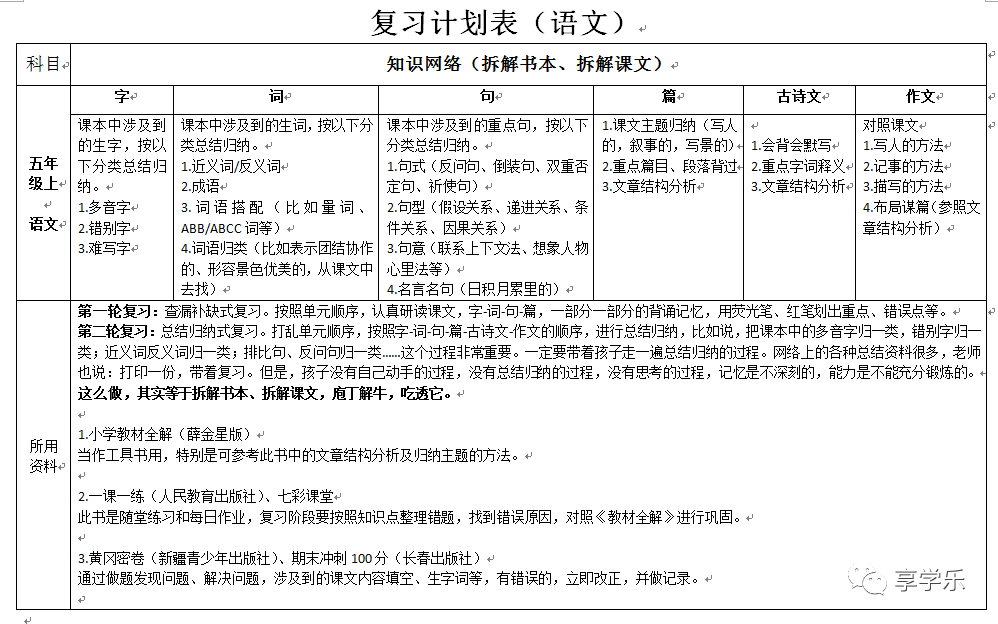 复习计划表（语文）
科目
知识网络（拆解书本、拆解课文）
字
词
句
篇
古诗文
作文
五年
级上
语文
课本中涉及到
的生字，按以
下分类总结归
纳。
1.多音字
2.错别字
3.难写字
课本中涉及到的生词，按以下分
类总结归纳。
1.近义词/反义词
2.成语
3.词语搭配（比如量词、
ABB/ABCC 词等）
4.词语归类（比如表示团结协作
的、形容景色优美的，从课文中
去找）
课本中涉及到的重点句，按以下
分类总结归纳。
1.句式（反问句、倒装句、双重否
定句、祈使句）
2.句型（假设关系、递进关系、条
件关系、因果关系）
3.句意（联系上下文法、想象人物
心里法等）
4.名言名句（日积月累里的）
1.课文主题归纳（写人
的，叙事的，写景的）
2.重点篇目、段落背过
3.文章结构分析
1.会背会默写
2.重点字词释义
3.文章结构分析
对照课文
1.写人的方法
2.记事的方法
3.描写的方法
4.布局谋篇（参照文
章结构分析）
所用
资料
第一轮复习：查漏补缺式复习。按照单元顺序，认真研读课文，字-词-句-篇，一部分一部分的背诵记忆，用荧光笔、红笔划出重点、错误点等。
第二轮复习：总结归纳式复习。打乱单元顺序，按照字-词-句-篇-古诗文-作文的顺序，进行总结归纳，比如说，把课本中的多音字归一类，错别字归一
类；近义词反义词归一类；排比句、反问句归一类……这个过程非常重要。一定要带着孩子走一遍总结归纳的过程。网络上的各种总结资料很多，老师
也说：打印一份，带着复习。但是，孩子没有自己动手的过程，没有总结归纳的过程，没有思考的过程，记忆是不深刻的，能力是不能充分锻炼的。
这么做，其实等于拆解书本、拆解课文，庖丁解牛，吃透它。
1.小学教材全解（薛金星版）
当作工具书用，特别是可参考此书中的文章结构分析及归纳主题的方法。
2.一课一练（人民教育出版社）、七彩课堂
此书是随堂练习和每日作业，复习阶段要按照知识点整理错题，找到错误原因，对照《教材全解》进行巩固。
3.黄冈密卷（新疆青少年出版社）、期末冲刺 100 分（长春出版社）
通过做题发现问题、解决问题，涉及到的课文内容填空、生字词等，有错误的，立即改正，并做记录。
享学乐